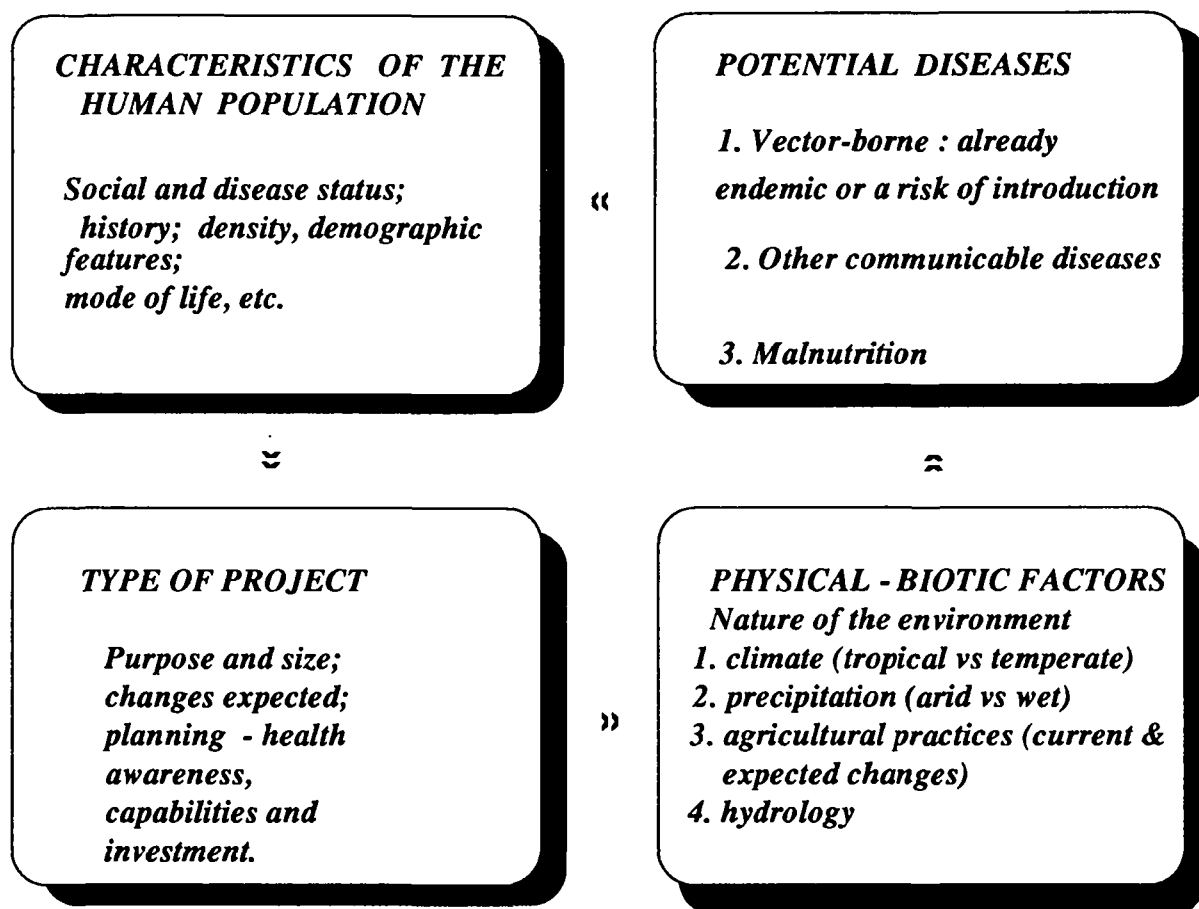 CHARACTERISTICS OF THE
HUMAN POPULATION
Social and disease status;
history; density, demographic
features;
mode of life, etc.
«
POTENTIAL DISEASES
1. Vector-borne : already
endemic or a risk of introduction
2. Other communicable diseases
3. Malnutrition
TYPE OF PROJECT
Purpose and size;
changes expected;
planning - health
awareness,
capabilities and
investment.
»
PHYSICAL - BIOTIC FACTORS
Nature of the environment
1. climate (tropical vs temperate)
2. precipitation (arid vs wet)
3. agricultural practices (current &
expected changes)
4. hydrology